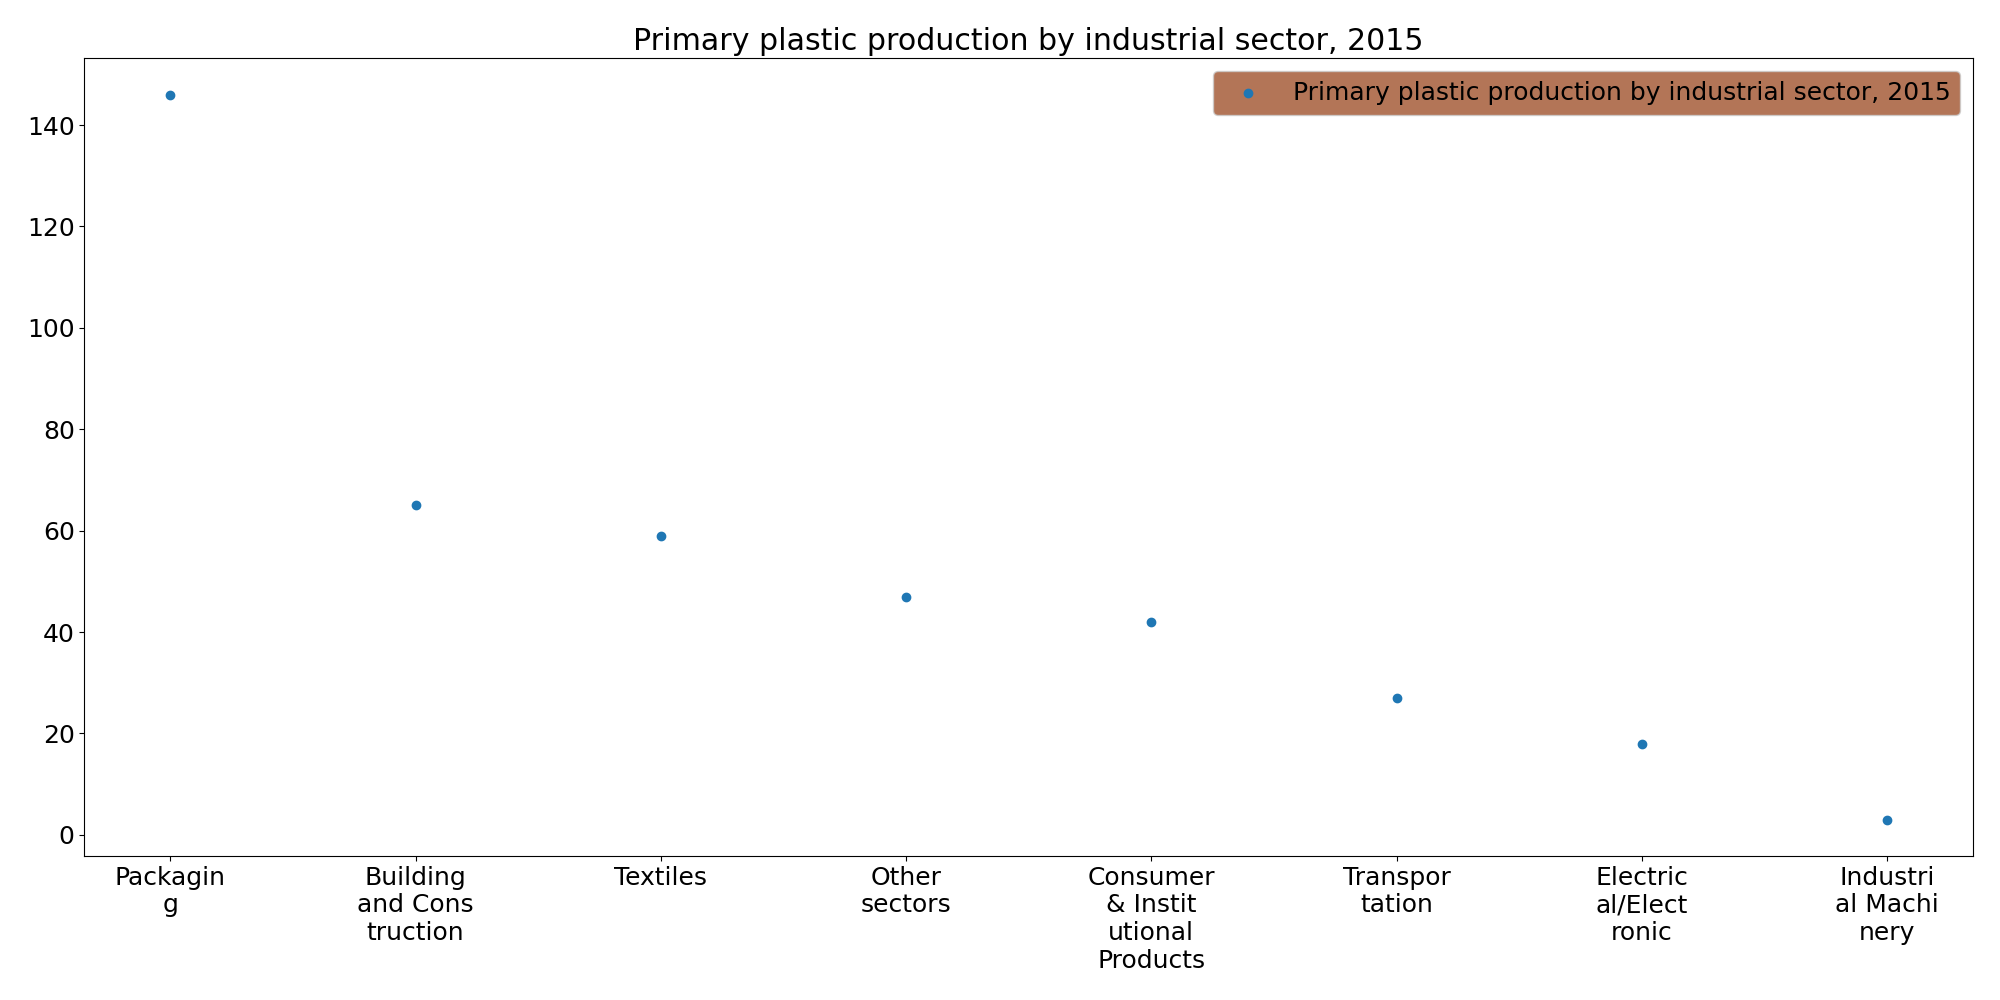 Primary plastic production by industrial sector, 2015
Primary plastic production by industrial sector, 2015
140
120
100
80
60
40
20
0
Packagin
g
Building
and Cons
truction
Textiles
Other
sectors
Consumer
& Instit
utional
Products
Transpor
tation
Electric
al/Elect
ronic
Industri
al Machi
nery